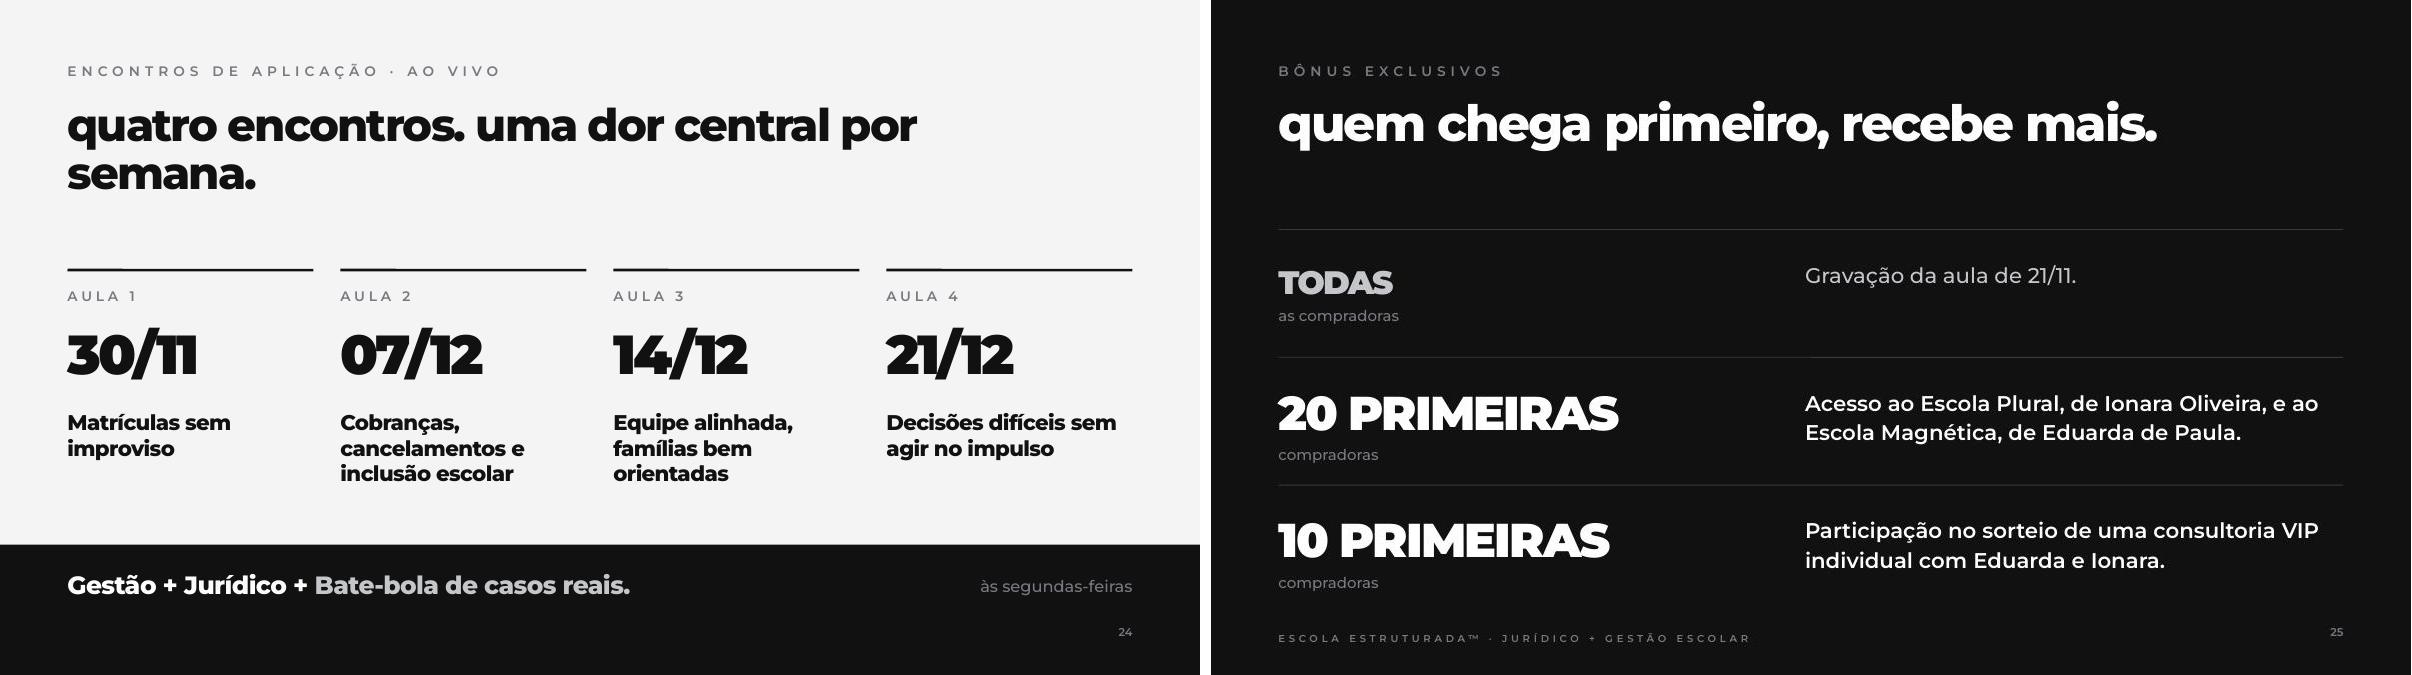 ENCONTROS DE APLICAÇÃO · AO VIVO
quatro encontros. uma dor central por
semana.
AULA 1
30/11
Matrículas sem
improviso
AULA 2
07/12
Cobranças,
cancelamentos e
inclusão escolar
AULA 3
14/12
Equipe alinhada,
famílias bem
orientadas
AULA 4
21/12
Decisões difíceis sem
agir no impulso
Gestão + Jurídico + Bate-bola de casos reais.
às segundas-feiras
24
BÔNUS EXCLUSIVOS
quem chega primeiro, recebe mais.
TODAS
as compradoras
Gravação da aula de 21/11.
20 PRIMEIRAS
compradoras
Acesso ao Escola Plural, de Ionara Oliveira, e ao
Escola Magnética, de Eduarda de Paula.
10 PRIMEIRAS
compradoras
Participação no sorteio de uma consultoria VIP
individual com Eduarda e Ionara.
ESCOLA ESTRUTURADA™ · JURÍDICO + GESTÃO ESCOLAR
25